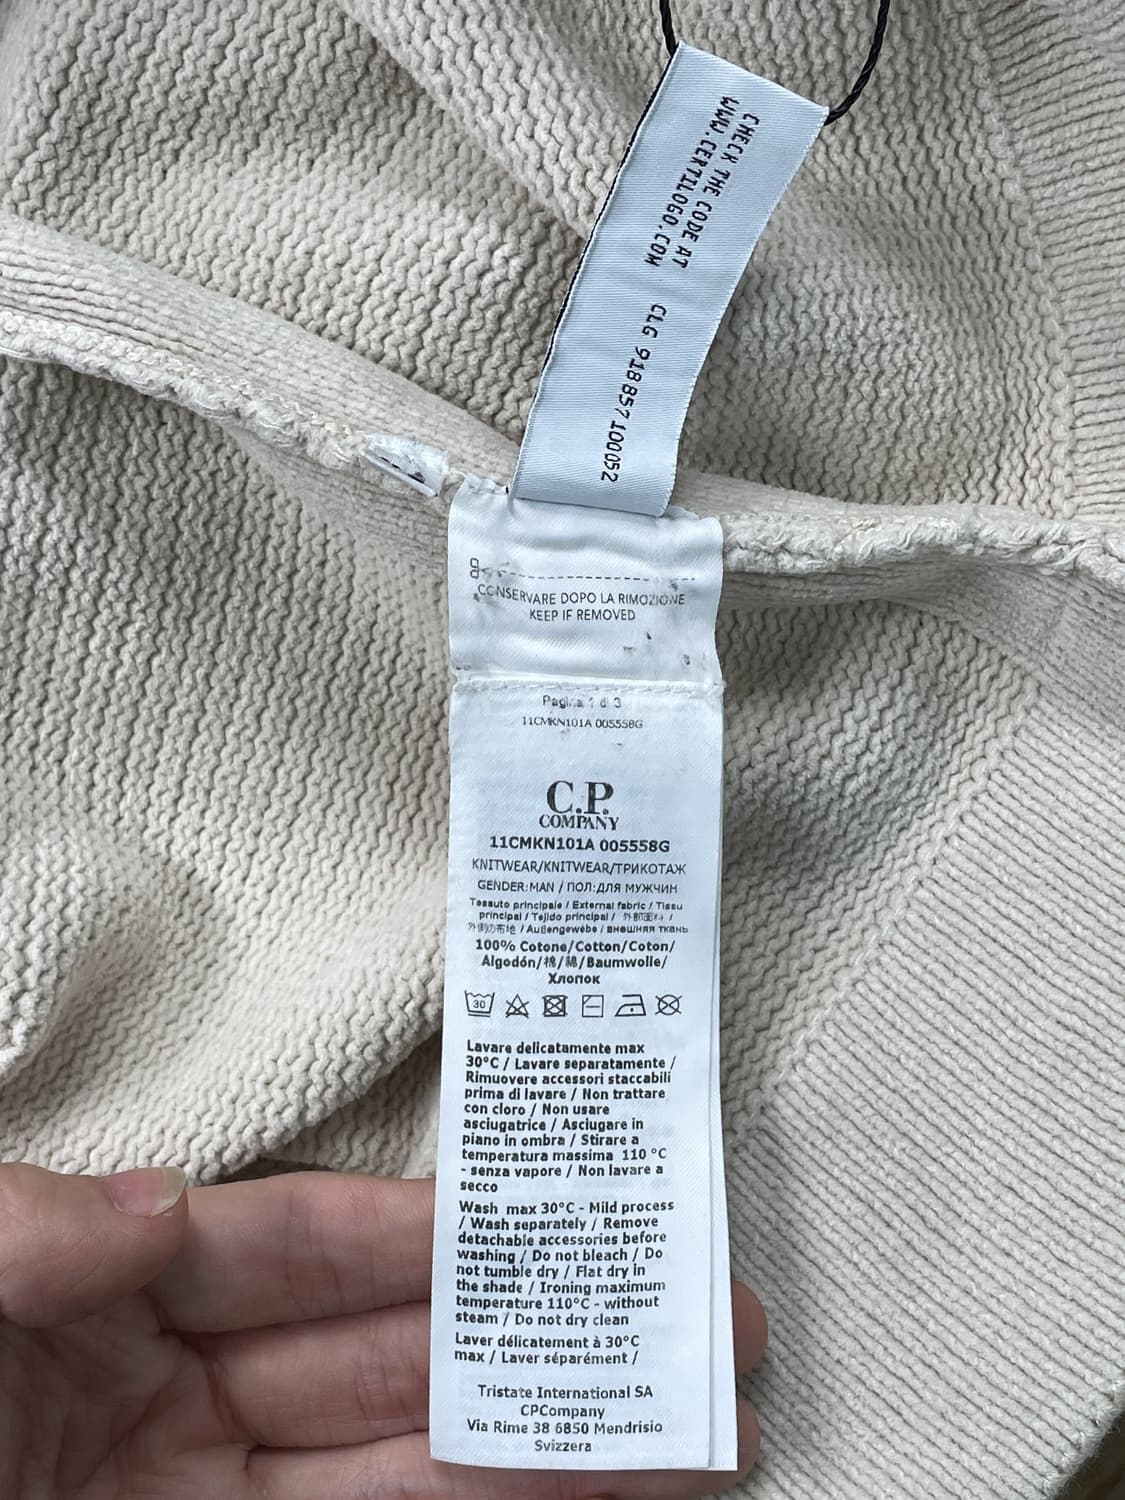 CHECK THE CODE AT
WWW.CERTILOGO.COM
CLG 918857100052
CONSERVARE DOPO LA RIMOZIONE
KEEP IF REMOVED
Pagina 1 di 3
11CMKN101A 005558G
C.P.
COMPANY
11CMKN101A 005558G
KNITWEAR/KNITWEAR/ТРИКОТАЖ
GENDER:MAN / ПОЛ:ДЛЯ МУЖЧИН
Tessuto principale / External fabric / Tissu
principal / Tejido principal / 外部面料 /
外側の布地 / Außengewebe / внешняя ткань
100% Cotone/Cotton/Coton/
Algodón/棉/綿/Baumwolle/
Хлопок
30
Lavare delicatamente max
30°C / Lavare separatamente /
Rimuovere accessori staccabili
prima di lavare / Non trattare
con cloro / Non usare
asciugatrice / Asciugare in
piano in ombra / Stirare a
temperatura massima 110 °C
- senza vapore / Non lavare a
secco
Wash max 30°C - Mild process
/ Wash separately / Remove
detachable accessories before
washing / Do not bleach / Do
not tumble dry / Flat dry in
the shade / Ironing maximum
temperature 110°C - without
steam / Do not dry clean
Laver délicatement à 30°C
max / Laver séparément /
Tristate International SA
CPCompany
Via Rime 38 6850 Mendrisio
Svizzera